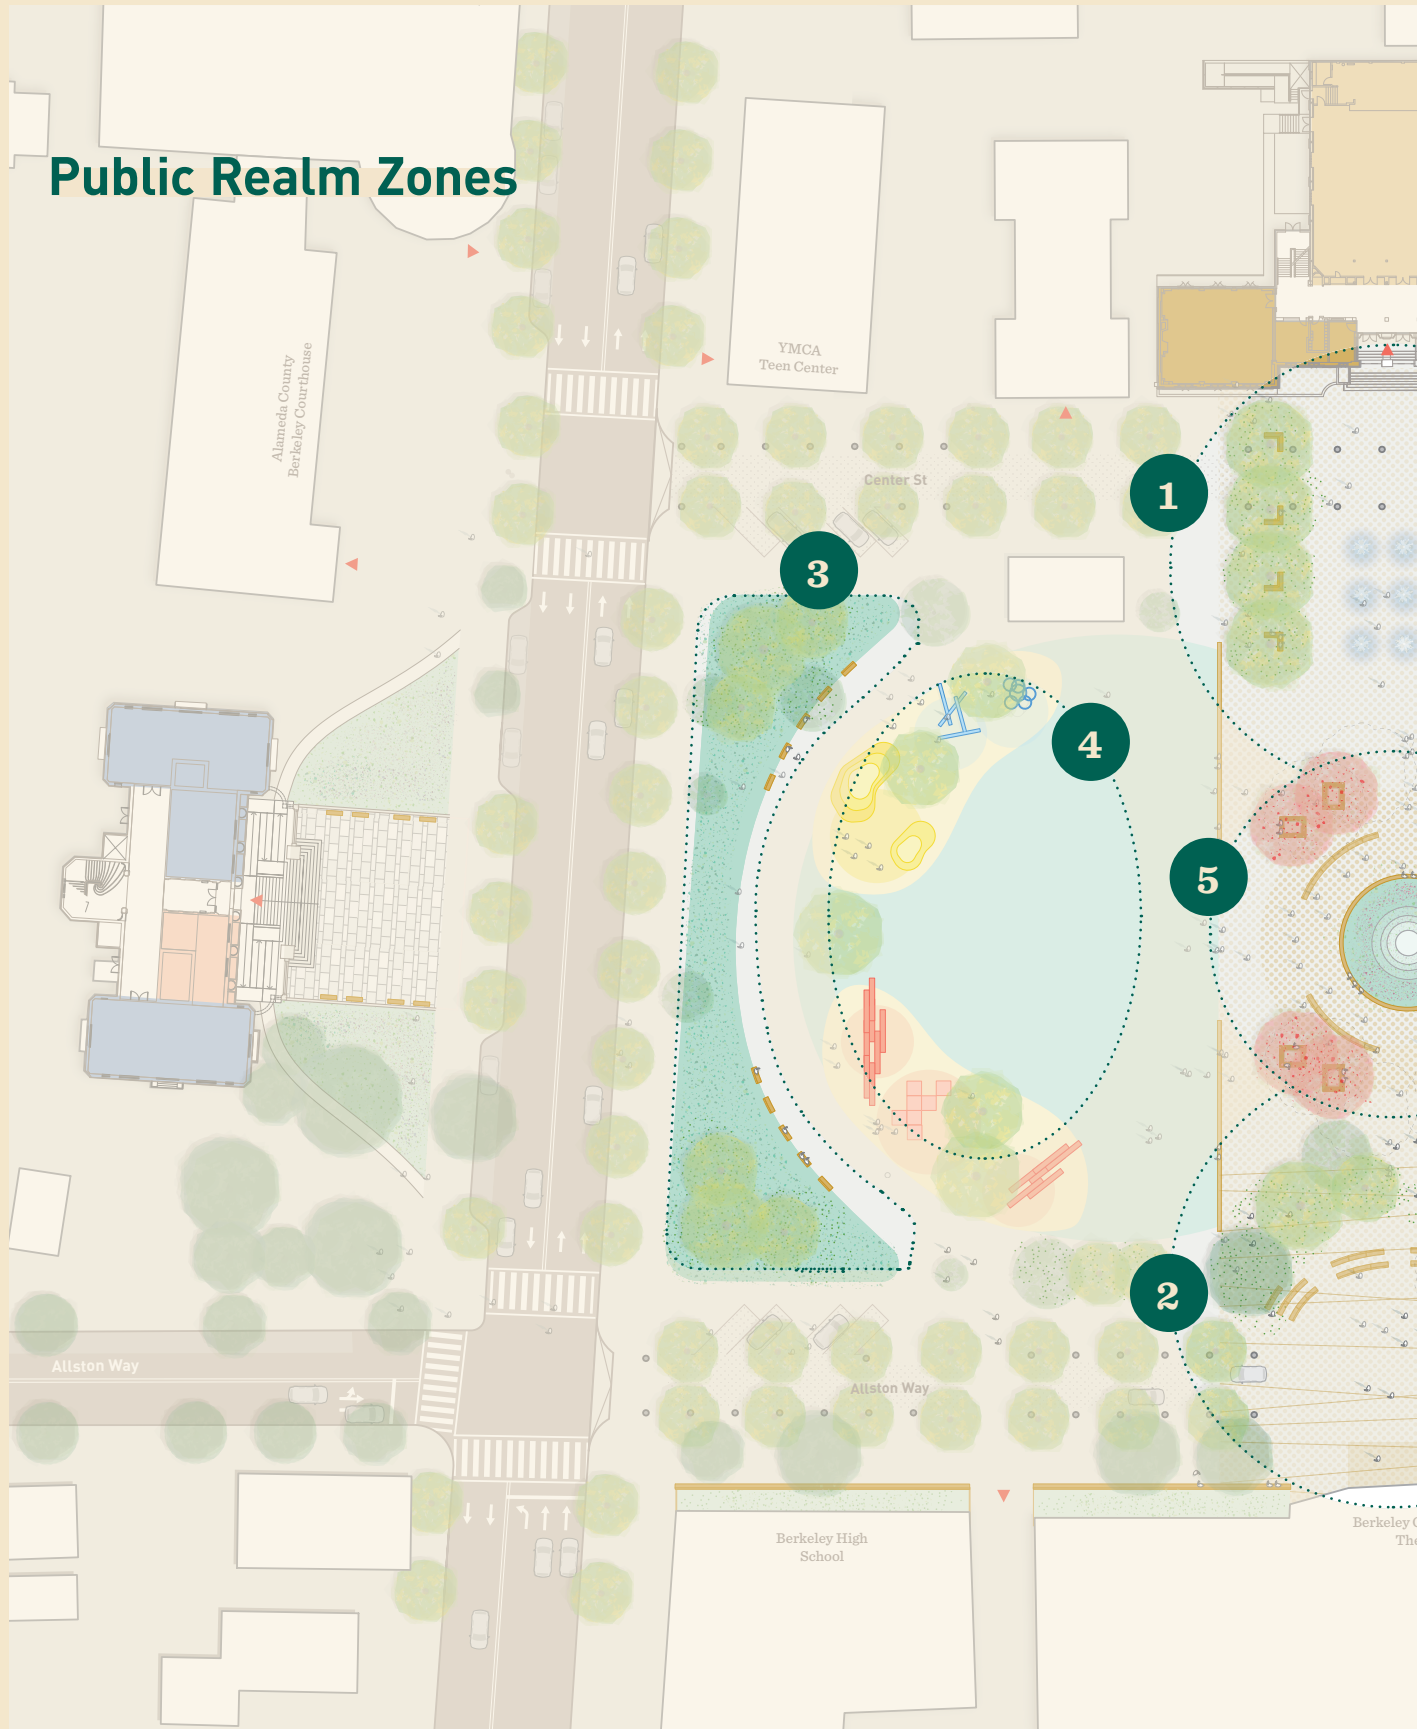 Public Realm Zones
Alameda County
Berkeley Courthouse
YMCA
Teen Center
Center St
1
3
4
5
2
Allston Way
Allston Way
Berkeley High
School
Berkeley